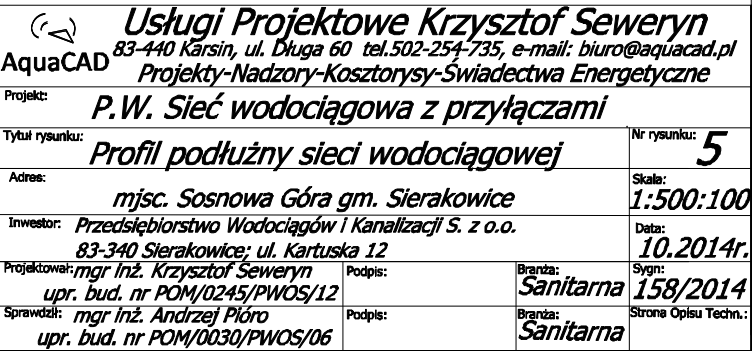 AquaCAD
Usługi Projektowe Krzysztof Seweryn
83-440 Karsin, ul. Długa 60 tel.502-254-735, e-mail: biuro@aquacad.pl
Projekty-Nadzory-Kosztorysy-Świadectwa Energetyczne
Projekt: P.W. Sieć wodociągowa z przyłączami
Tytuł rysunku: Profil podłużny sieci wodociągowej
Nr rysunku: 5
Adres: mjsc. Sosnowa Góra gm. Sierakowice
Skala: 1:500:100
Inwestor: Przedsiębiorstwo Wodociągów i Kanalizacji S. z o.o.
83-340 Sierakowice; ul. Kartuska 12
Data: 10.2014r.
Projektował: mgr inż. Krzysztof Seweryn
upr. bud. nr POM/0245/PWOS/12
Podpis:
Branża: Sanitarna
Sygn: 158/2014
Sprawdził: mgr inż. Andrzej Pióro
upr. bud. nr POM/0030/PWOS/06
Podpis:
Branża: Sanitarna
Strona Opisu Techn.: